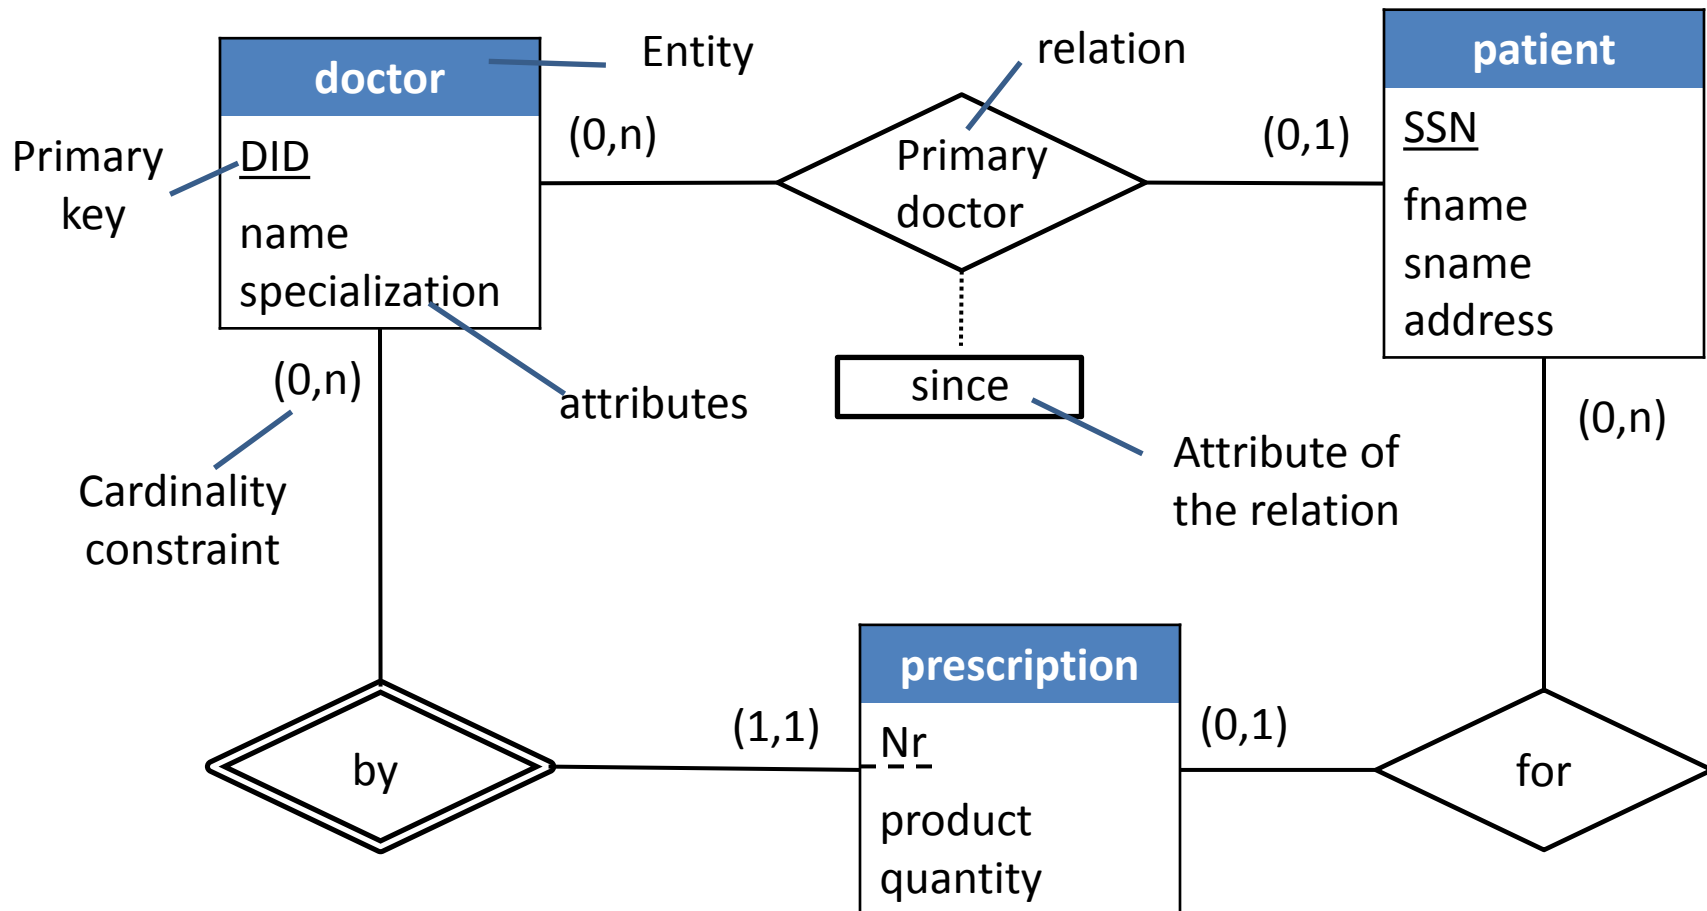 doctor
Entity
relation
patient
Primary
key
DID
name
specialization
(0,n)
Primary
doctor
(0,1)
SSN
fname
sname
address
(0,n)
attributes
since
(0,n)
Cardinality
constraint
Attribute of
the relation
by
(1,1)
prescription
Nr
product
quantity
(0,1)
for